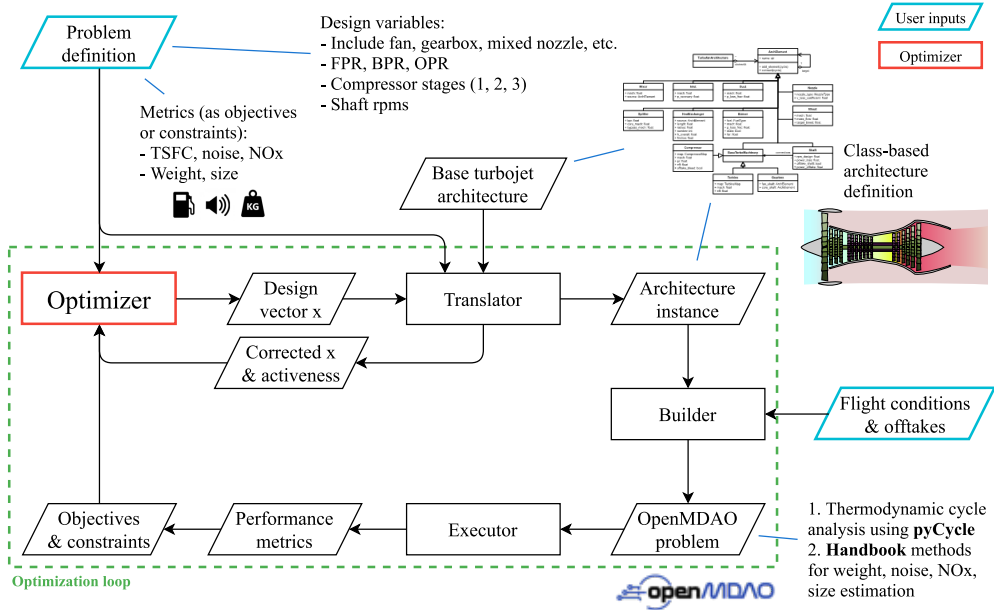 Problem
definition
Design variables:
- Include fan, gearbox, mixed nozzle, etc.
- FPR, BPR, OPR
- Compressor stages (1, 2, 3)
- Shaft rpms
User inputs
Optimizer
Metrics (as objectives
or constraints):
- TSFC, noise, NOx
- Weight, size
KG
Base turbojet
architecture
Class-based
architecture
definition
Optimizer
Design
vector x
Translator
Architecture
instance
Corrected x
& activeness
Builder
Flight conditions
& offtakes
Objectives
& constraints
Performance
metrics
Executor
OpenMDAO
problem
1. Thermodynamic cycle
analysis using pyCycle
2. Handbook methods
for weight, noise, NOx,
size estimation
Optimization loop
openMDAO